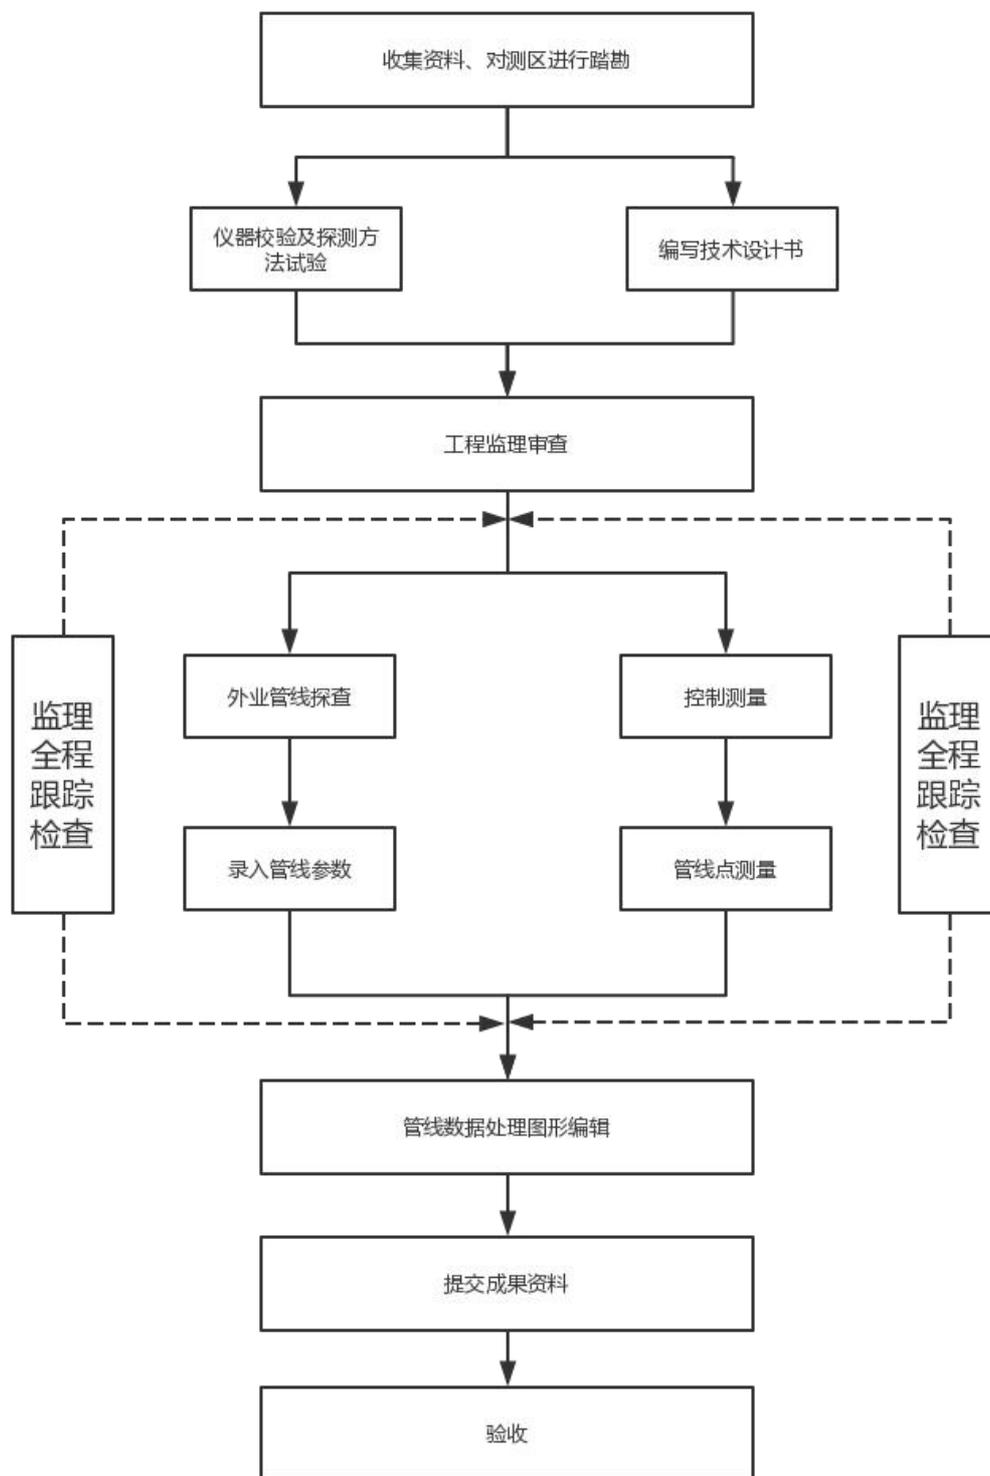 收集资料、对测区进行踏勘
仪器校验及探测方
法试验
编写技术设计书
工程监理审查
监理
全程
跟踪
检查
外业管线探查
控制测量
录入管线参数
管线点测量
监理
全程
跟踪
检查
管线数据处理图形编辑
提交成果资料
验收